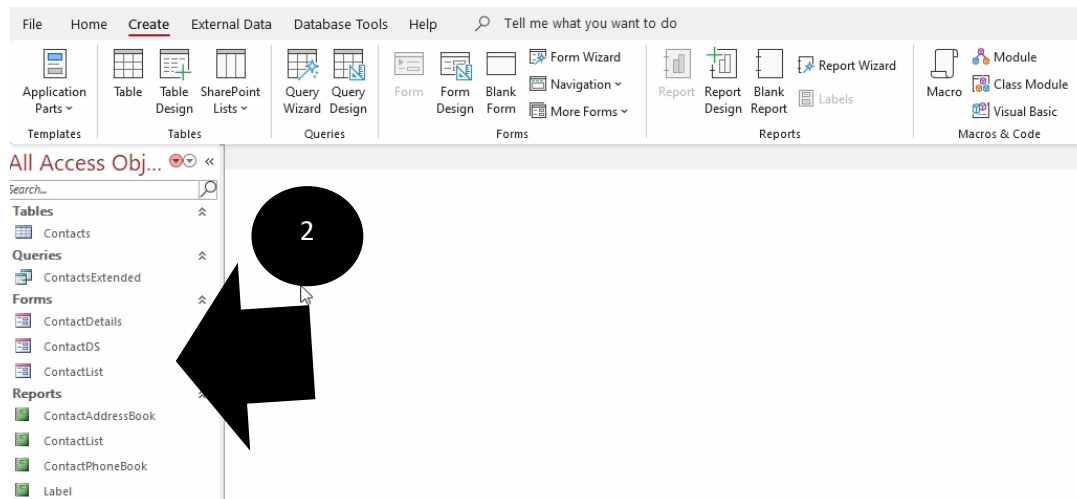 File Home Create External Data Database Tools Help Tell me what you want to do
Application Parts
Templates
Table
Table Design
SharePoint Lists
Tables
Query Wizard
Query Design
Queries
Form
Form Design
Blank Form
Form Wizard
Navigation
More Forms
Forms
Report
Report Design
Blank Report
Report Wizard
Labels
Reports
Macro
Module
Class Module
Visual Basic
Macros & Code
All Access Obj...
Search...
Tables
Contacts
Queries
ContactsExtended
Forms
ContactDetails
ContactDS
ContactList
Reports
ContactAddressBook
ContactList
ContactPhoneBook
Label
2